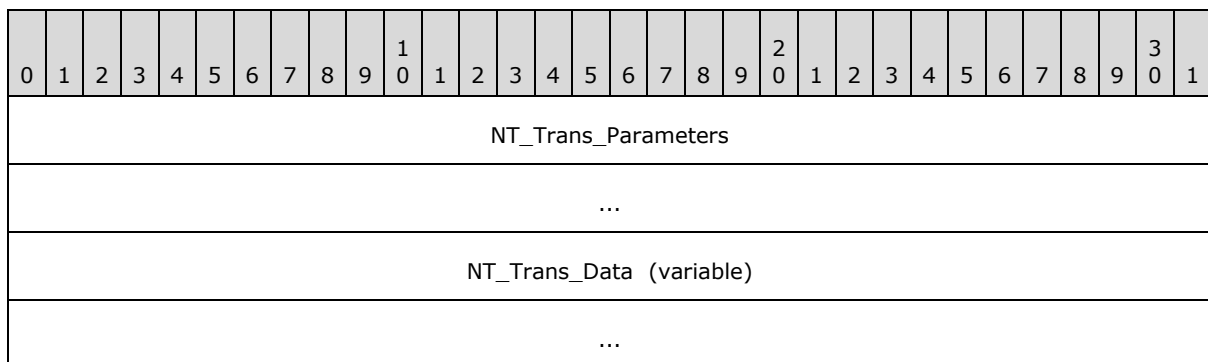 1 2 3
0 1 2 3 4 5 6 7 8 9 0 1 2 3 4 5 6 7 8 9 0 1 2 3 4 5 6 7 8 9 0 1
NT_Trans_Parameters
...
NT_Trans_Data (variable)
...